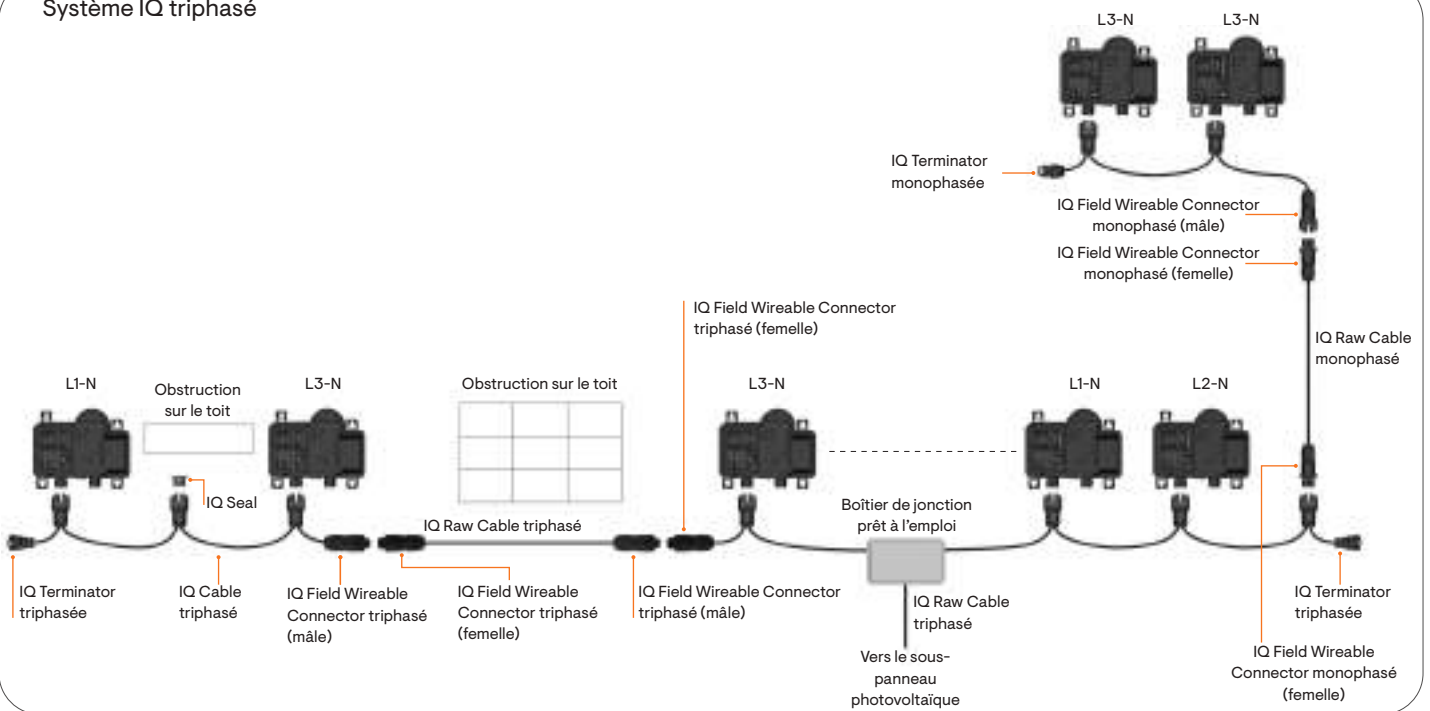 Système IQ triphasé
L3-N
L3-N
IQ Terminator
monophasée
IQ Field Wireable Connector
monophasé (mâle)
IQ Field Wireable Connector
monophasé (femelle)
IQ Field Wireable Connector
triphasé (femelle)
IQ Raw Cable
monophasé
L1-N
Obstruction
sur le toit
L3-N
Obstruction sur le toit
L3-N
L1-N
L2-N
IQ Seal
IQ Raw Cable triphasé
Boîtier de jonction
prêt à l'emploi
IQ Terminator
triphasée
IQ Cable
triphasé
IQ Field Wireable
Connector triphasé
(mâle)
IQ Field Wireable
Connector triphasé
(femelle)
IQ Field Wireable Connector
triphasé (mâle)
IQ Raw Cable
triphasé
IQ Terminator
triphasée
Vers le sous-
panneau
photovoltaïque
IQ Field Wireable
Connector monophasé
(femelle)